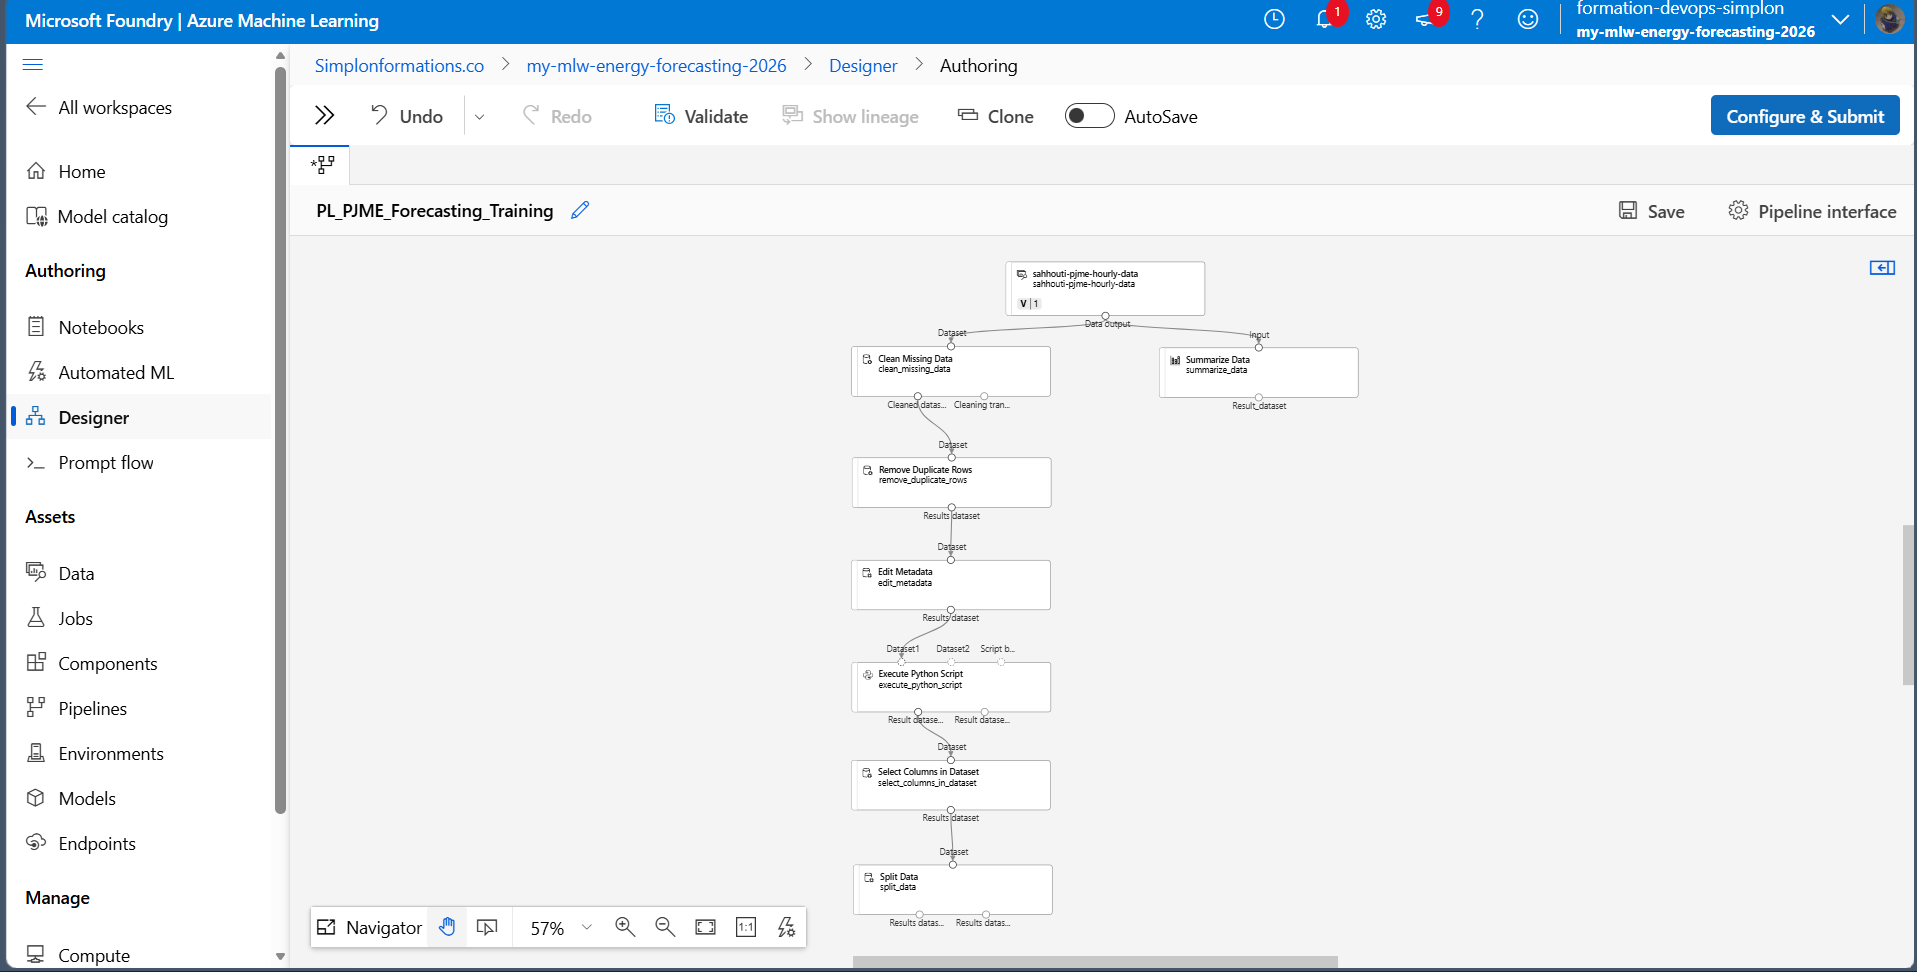 Microsoft Foundry | Azure Machine Learning
1
9
formation-devops-simplon
my-mlw-energy-forecasting-2026
Simplonformations.co > my-mlw-energy-forecasting-2026 > Designer > Authoring
All workspaces
Home
Model catalog
Authoring
Notebooks
Automated ML
Designer
Prompt flow
Assets
Data
Jobs
Components
Pipelines
Environments
Models
Endpoints
Manage
Compute
Undo
Redo
Validate
Show lineage
Clone
AutoSave
Configure & Submit
PL_PJME_Forecasting_Training
Save
Pipeline interface
sahhouti-pjme-hourly-data
sahhouti-pjme-hourly-data
V | 1
Data output
Dataset
Input
Clean Missing Data
clean_missing_data
Cleaned datas...
Cleaning tran...
Summarize Data
summarize_data
Result_dataset
Dataset
Remove Duplicate Rows
remove_duplicate_rows
Results dataset
Dataset
Edit Metadata
edit_metadata
Results dataset
Dataset1
Dataset2
Script b...
Execute Python Script
execute_python_script
Result datase...
Result datase...
Dataset
Select Columns in Dataset
select_columns_in_dataset
Results dataset
Dataset
Split Data
split_data
Results datas...
Results datas...
Navigator
57%
1:1